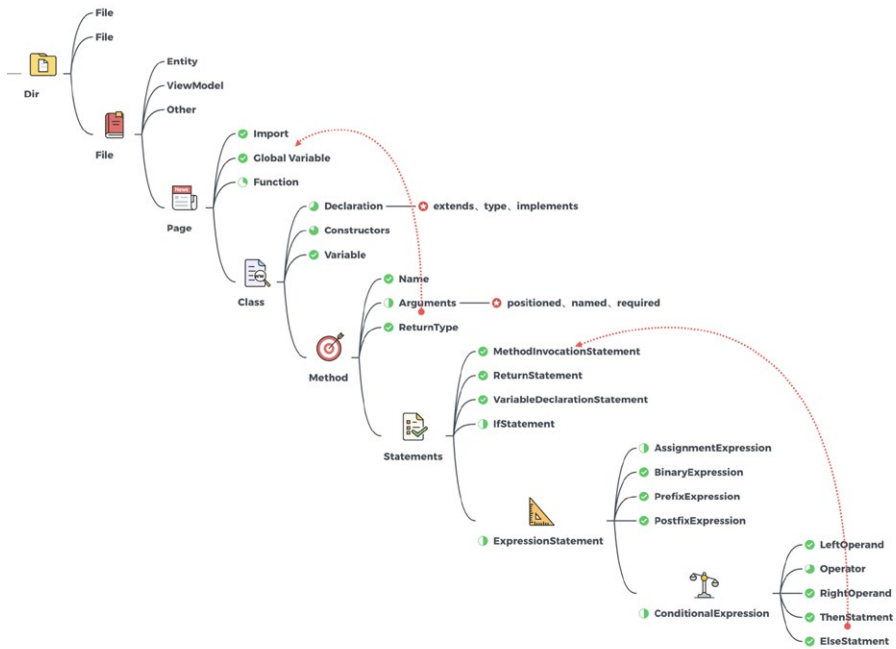 File
File
Dir
Entity
ViewModel
Other
File
Import
Global Variable
Function
News
Page
Declaration
extends、type、implements
Constructors
Variable
Class
Name
Arguments
positioned、named、required
ReturnType
Method
MethodInvocationStatement
ReturnStatement
VariableDeclarationStatement
IfStatement
Statements
AssignmentExpression
BinaryExpression
PrefixExpression
PostfixExpression
ExpressionStatement
LeftOperand
Operator
RightOperand
ConditionalExpression
ThenStatment
ElseStatment